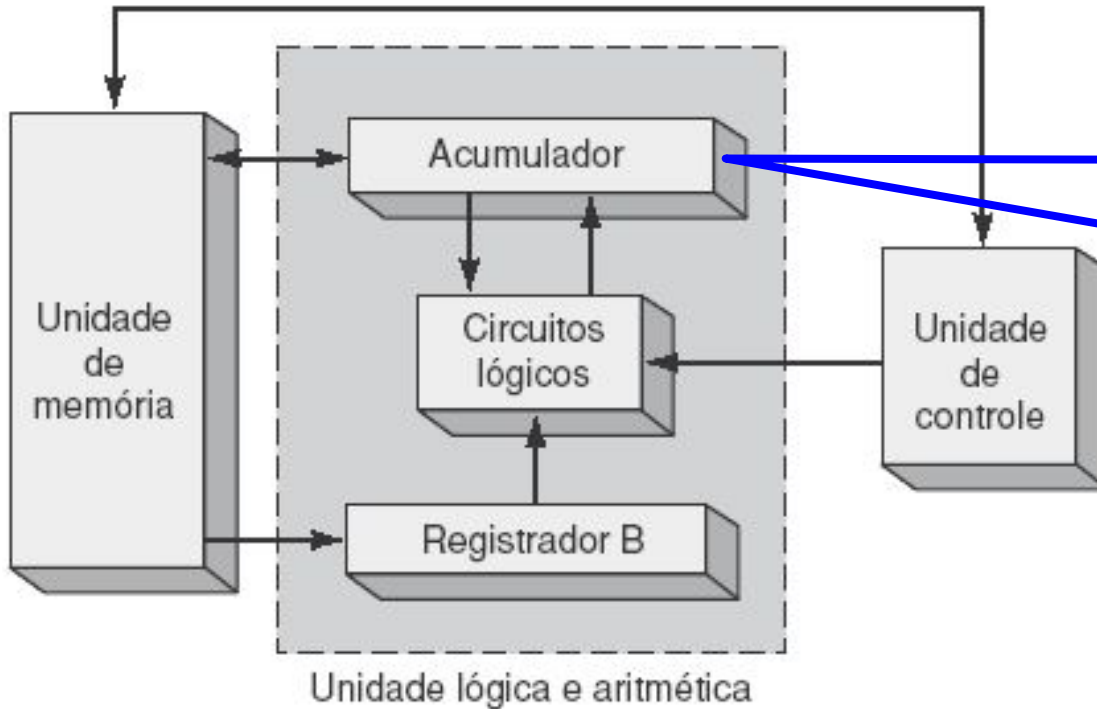 Acumulador
Unidade
de
memória
Circuitos
lógicos
Unidade
de
controle
Registrador B
Unidade lógica e aritmética